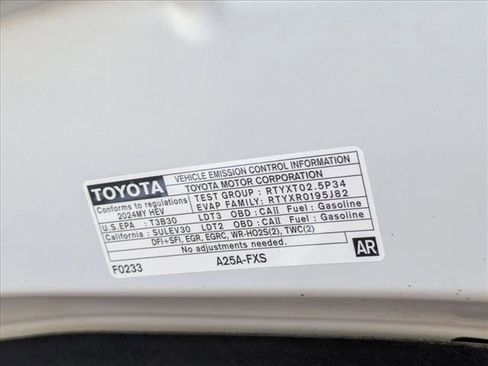 TOYOTA
VEHICLE EMISSION CONTROL INFORMATION
TOYOTA MOTOR CORPORATION
Conforms to regulations
2024MY HEV
TEST GROUP : RTYXT02.5P34
EVAP FAMILY: RTYXR0195JB2
U.S.EPA : T3B30 LDT3 OBD : CAII Fuel : Gasoline
California : SULEV30 LDT2 OBD : CAII Fuel : Gasoline
DFI+SFI, EGR, EGRC, WR-HO2S(2), TWC(2)
No adjustments needed.
F0233
A25A-FXS
AR